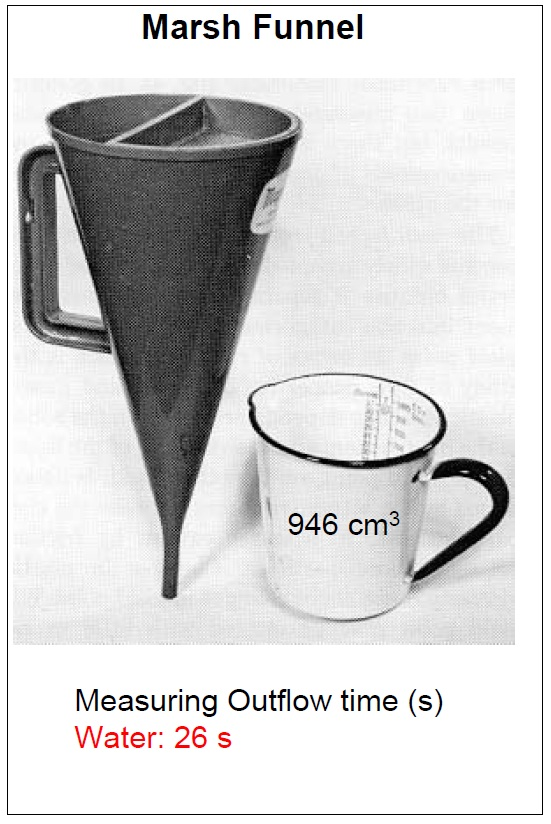 Marsh Funnel
946 cm³
Measuring Outflow time (s)
Water: 26 s